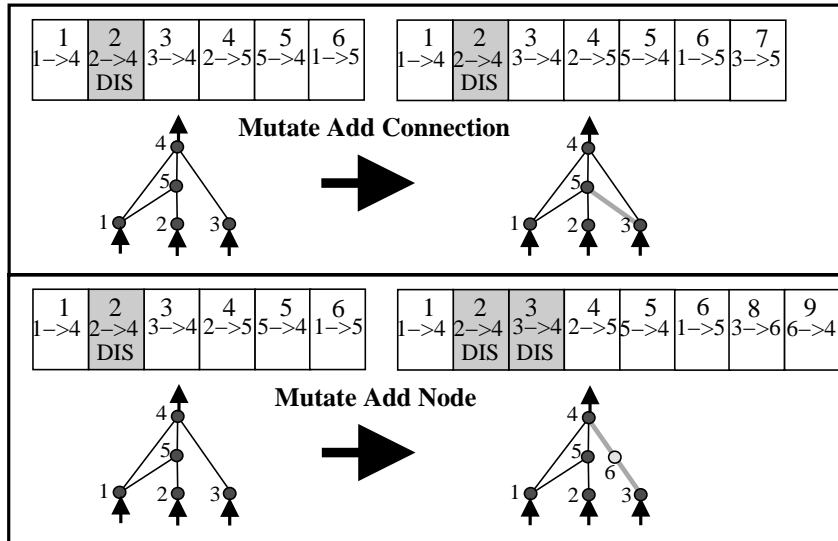 1 2 3 4 5 6 1 2 3 4 5 6 7
1->4 2->4 3->4 2->5 5->4 1->5 1->4 2->4 3->4 2->5 5->4 1->5 3->5
DIS DIS
Mutate Add Connection
4 4
5 5
1 2 3 1 2 3
1 2 3 4 5 6 1 2 3 4 5 6 8 9
1->4 2->4 3->4 2->5 5->4 1->5 1->4 2->4 3->4 2->5 5->4 1->5 3->6 6->4
DIS DIS DIS
Mutate Add Node
4 4
5 5 6
1 2 3 1 2 3